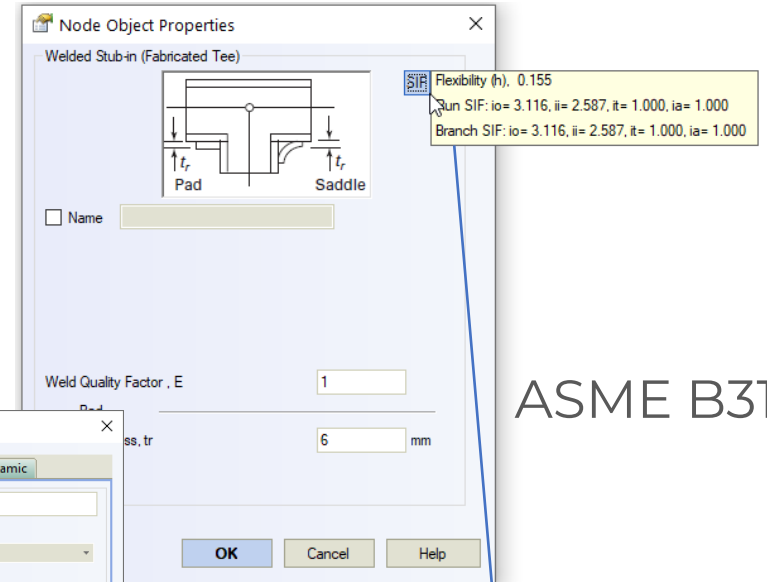 Node Object Properties
Welded Stub-in (Fabricated Tee)
SIF
Flexibility (h), 0.155
Run SIF: io= 3.116, ii= 2.587, it= 1.000, ia= 1.000
Branch SIF: io= 3.116, ii= 2.587, it= 1.000, ia= 1.000
tr tr
Pad Saddle
Name
Weld Quality Factor , E 1
ASME B31
Pad
ss, tr 6 mm
amic
OK Cancel Help